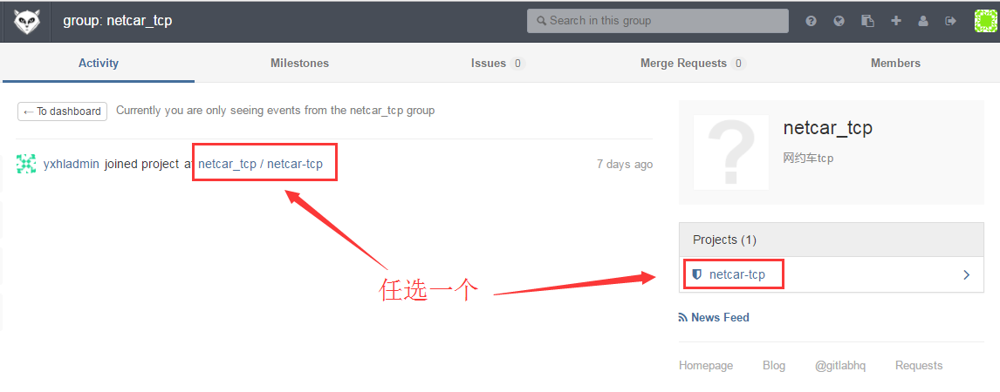 group: netcar_tcp
Search in this group
Activity
Milestones
Issues 0
Merge Requests 0
Members
← To dashboard
Currently you are only seeing events from the netcar_tcp group
yxhladmin joined project at netcar_tcp / netcar-tcp
7 days ago
任选一个
?
netcar_tcp
网约车tcp
Projects (1)
netcar-tcp
News Feed
Homepage
Blog
@gitlabhq
Requests